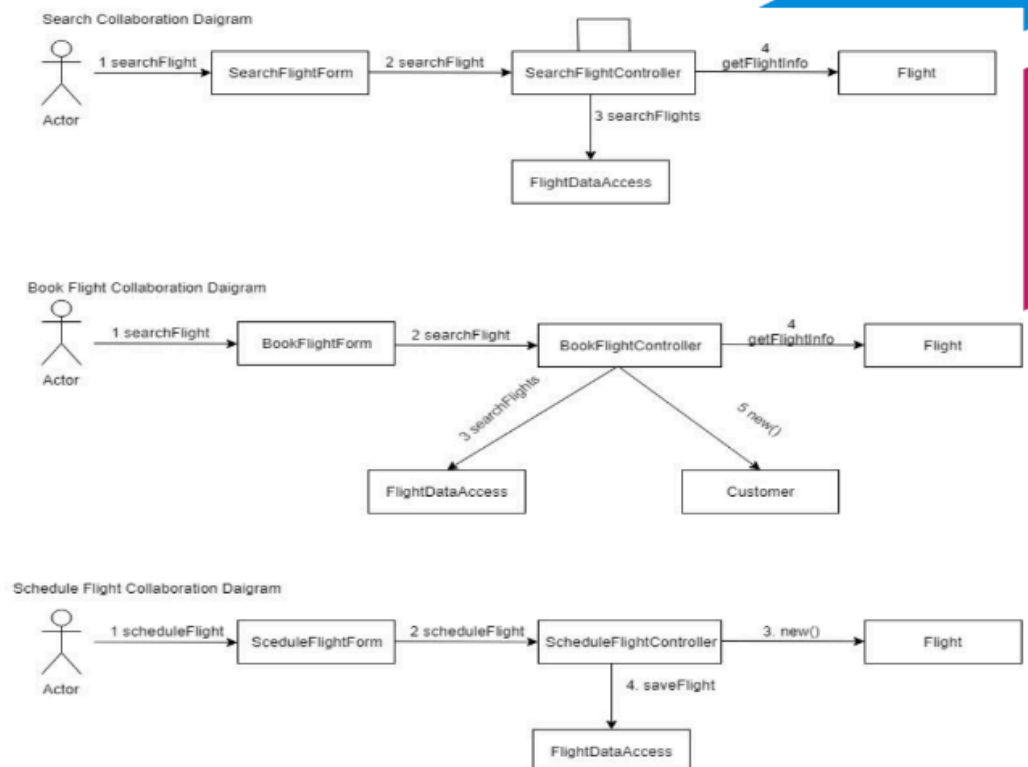 Search Collaboration Daigram
1 searchFlight
SearchFlightForm
2 searchFlight
SearchFlightController
4
getFlightInfo
Flight
Actor
3 searchFlights
FlightDataAccess
Book Flight Collaboration Daigram
1 searchFlight
BookFlightForm
2 searchFlight
BookFlightController
4
getFlightInfo
Flight
Actor
3 searchFlights
5 new()
FlightDataAccess
Customer
Schedule Flight Collaboration Daigram
1 scheduleFlight
SceduleFlightForm
2 scheduleFlight
ScheduleFlightController
3. new()
Flight
Actor
4. saveFlight
FlightDataAccess